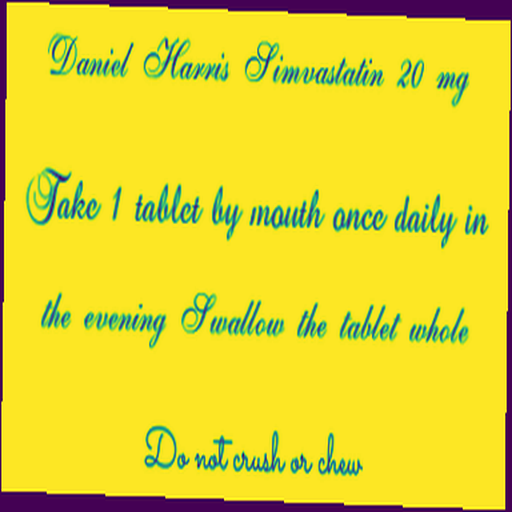 Daniel Harris Simvastatin 20 mg
Take 1 tablet by mouth once daily in
the evening Swallow the tablet whole
Do not crush or chew